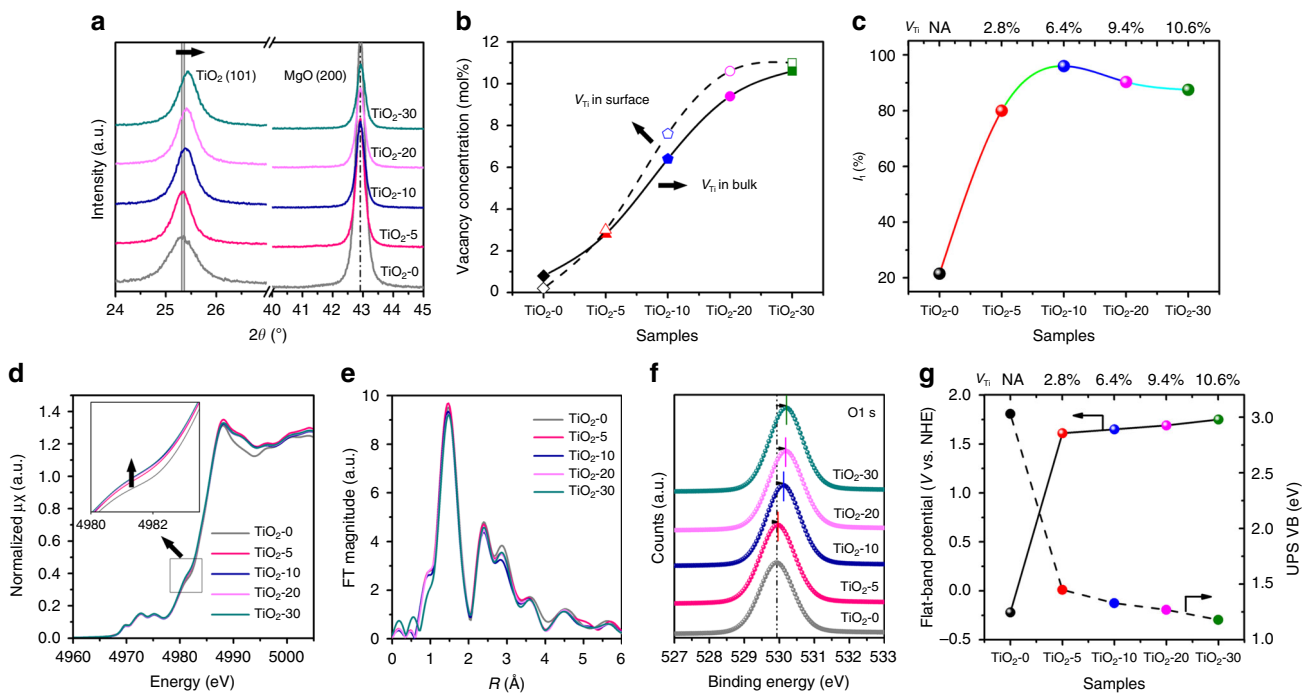 a
TiO2 (101)
MgO (200)
TiO2-30
TiO2-20
TiO2-10
TiO2-5
TiO2-0
Intensity (a.u.)
24 25 26 40 41 42 43 44 45
2θ (°)
b
12
11
10
9
8
7
6
5
4
3
2
1
0
Vacancy concentration (mol%)
VTi in surface
VTi in bulk
TiO2-0 TiO2-5 TiO2-10 TiO2-20 TiO2-30
Samples
c
VTi NA 2.8% 6.4% 9.4% 10.6%
100
80
60
40
20
I1 (%)
TiO2-0 TiO2-5 TiO2-10 TiO2-20 TiO2-30
Samples
d
1.4
1.2
1.0
0.8
0.6
0.4
0.2
0.0
Normalized μχ (a.u.)
4980 4982
TiO2-0
TiO2-5
TiO2-10
TiO2-20
TiO2-30
4960 4970 4980 4990 5000
Energy (eV)
e
10
8
6
4
2
0
FT magnitude (a.u.)
TiO2-0
TiO2-5
TiO2-10
TiO2-20
TiO2-30
0 1 2 3 4 5 6
R (Å)
f
O1 s
TiO2-30
TiO2-20
TiO2-10
TiO2-5
TiO2-0
Counts (a.u.)
527 528 529 530 531 532 533
Binding energy (eV)
g
VTi NA 2.8% 6.4% 9.4% 10.6%
2.0
1.5
1.0
0.5
0.0
−0.5
Flat-band potential (V vs. NHE)
3.0
2.5
2.0
1.5
1.0
UPS VB (eV)
TiO2-0 TiO2-5 TiO2-10 TiO2-20 TiO2-30
Samples